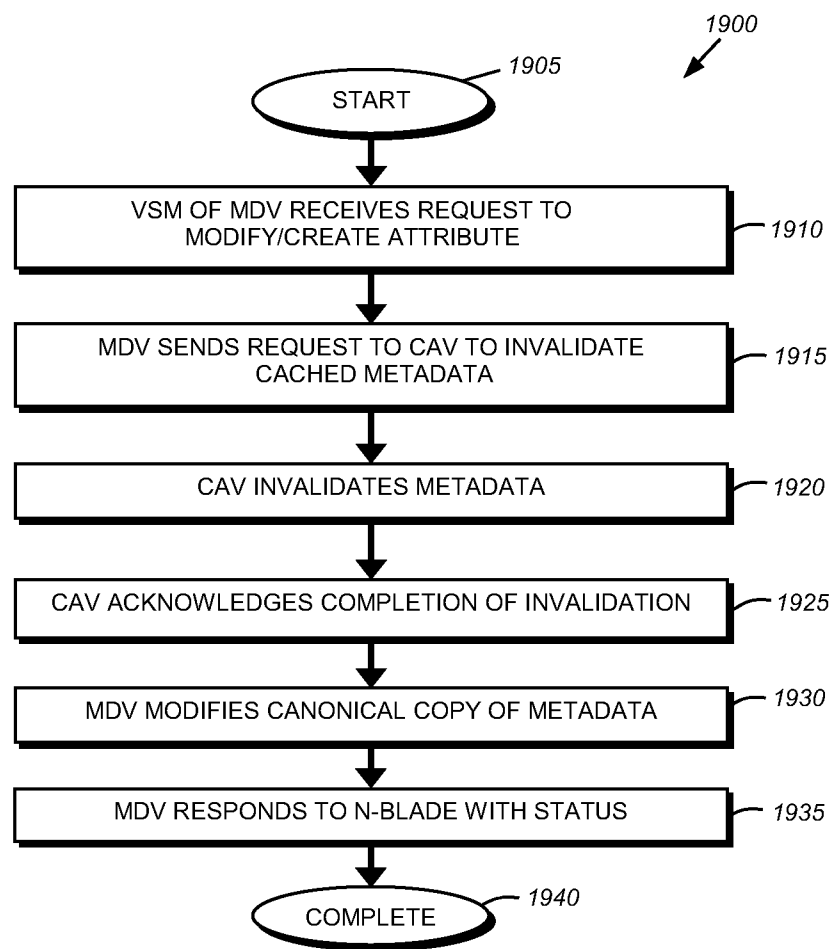 1900
1905
START
VSM OF MDV RECEIVES REQUEST TO
MODIFY/CREATE ATTRIBUTE
1910
MDV SENDS REQUEST TO CAV TO INVALIDATE
CACHED METADATA
1915
CAV INVALIDATES METADATA
1920
CAV ACKNOWLEDGES COMPLETION OF INVALIDATION
1925
MDV MODIFIES CANONICAL COPY OF METADATA
1930
MDV RESPONDS TO N-BLADE WITH STATUS
1935
COMPLETE
1940